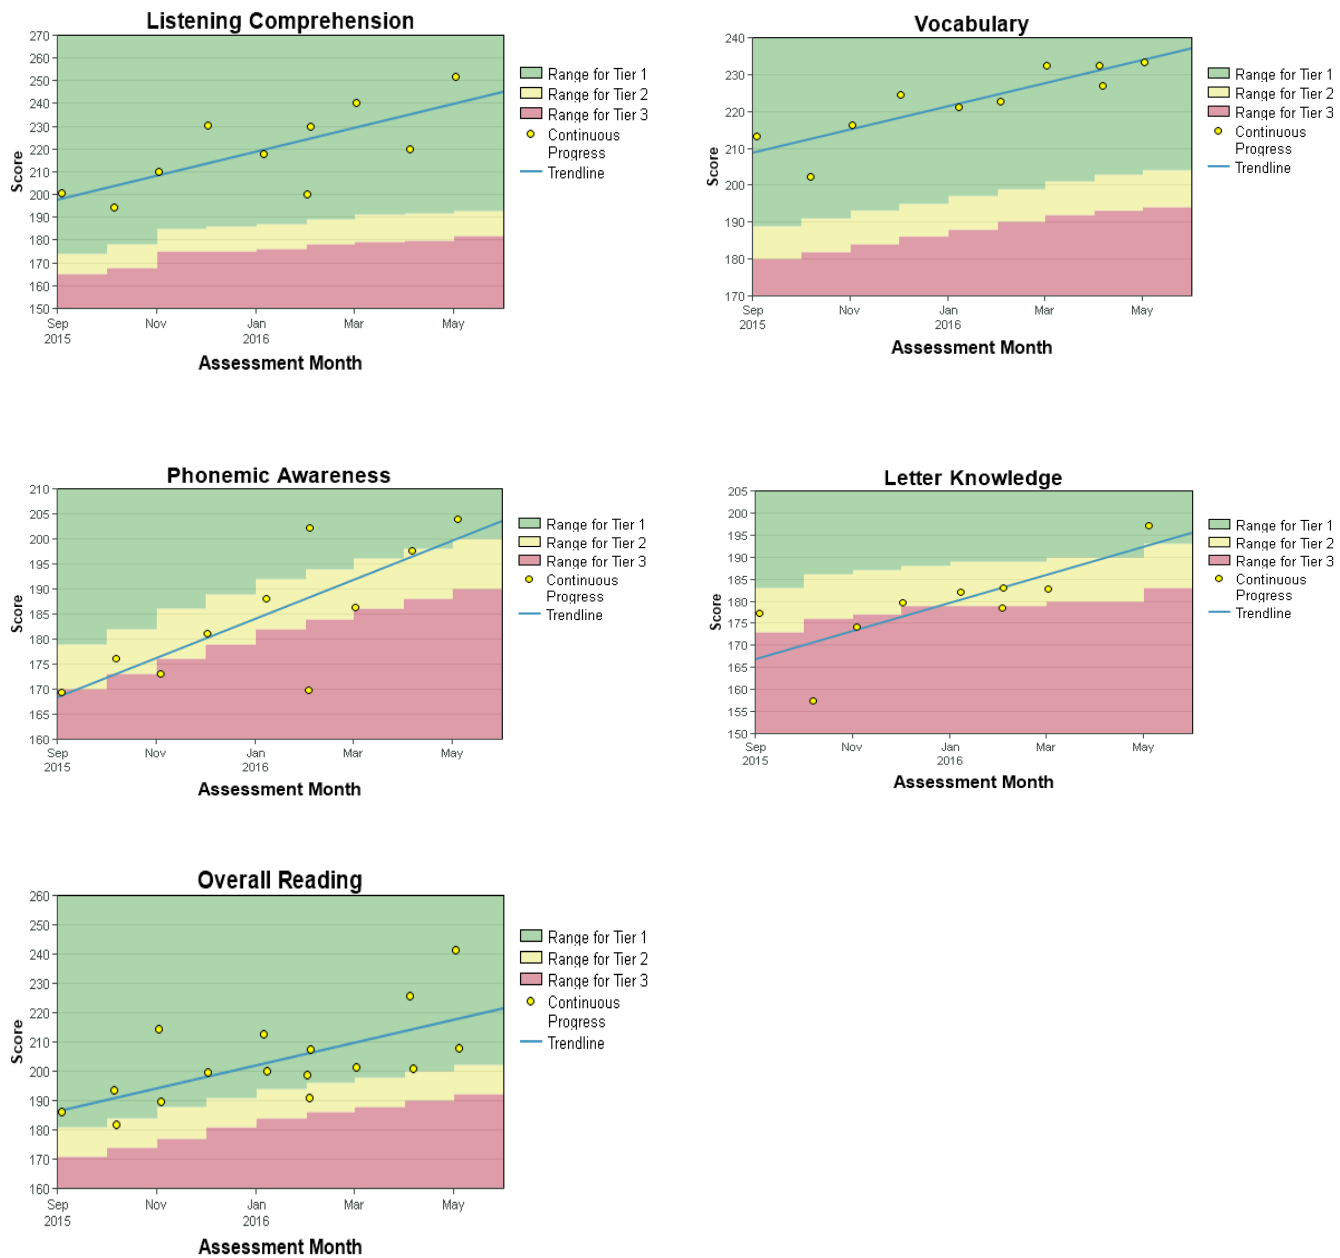 Listening Comprehension
270
260
250
240
230
220
210
200
190
180
170
160
150
Score
Sep
2015
Nov
Jan
2016
Mar
May
Assessment Month
Range for Tier 1
Range for Tier 2
Range for Tier 3
Continuous
Progress
Trendline
Vocabulary
240
230
220
210
200
190
180
170
Score
Sep
2015
Nov
Jan
2016
Mar
May
Assessment Month
Range for Tier 1
Range for Tier 2
Range for Tier 3
Continuous
Progress
Trendline
Phonemic Awareness
210
205
200
195
190
185
180
175
170
165
160
Score
Sep
2015
Nov
Jan
2016
Mar
May
Assessment Month
Range for Tier 1
Range for Tier 2
Range for Tier 3
Continuous
Progress
Trendline
Letter Knowledge
205
200
195
190
185
180
175
170
165
160
155
150
Score
Sep
2015
Nov
Jan
2016
Mar
May
Assessment Month
Range for Tier 1
Range for Tier 2
Range for Tier 3
Continuous
Progress
Trendline
Overall Reading
260
250
240
230
220
210
200
190
180
170
160
Score
Sep
2015
Nov
Jan
2016
Mar
May
Assessment Month
Range for Tier 1
Range for Tier 2
Range for Tier 3
Continuous
Progress
Trendline